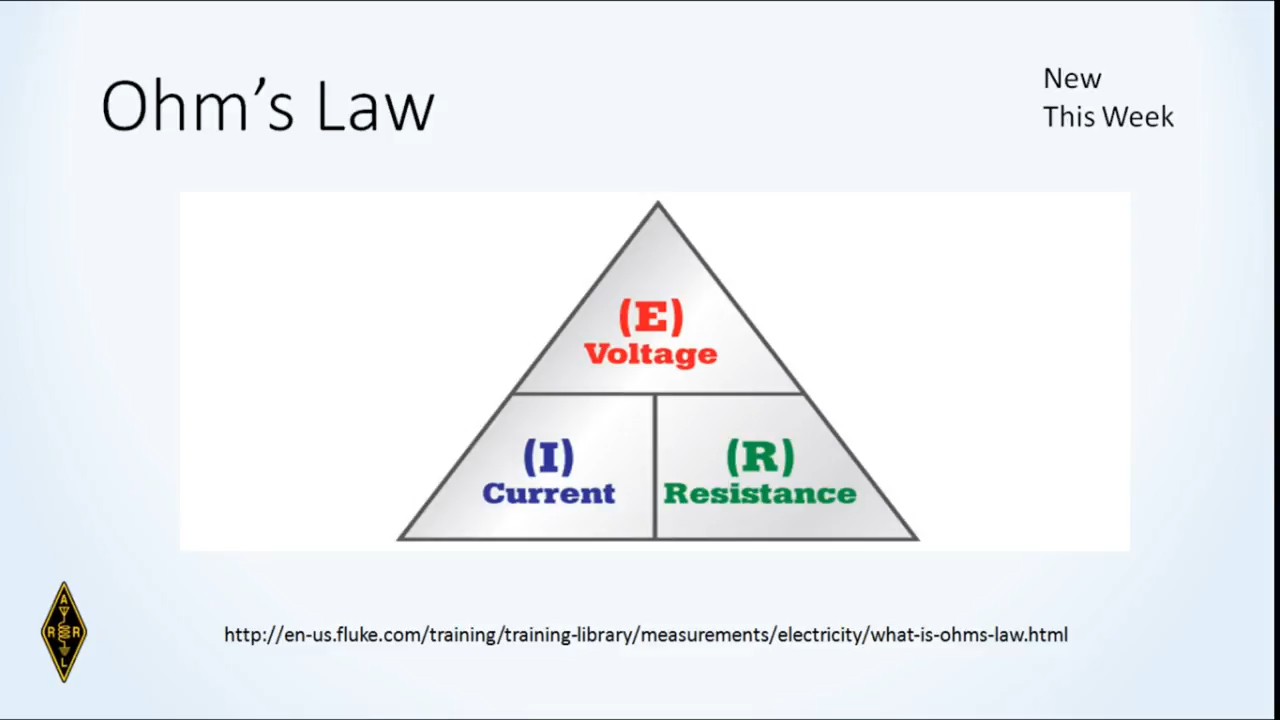 Ohm's Law
New
This Week
(E)
Voltage
(I)
Current
(R)
Resistance
A
R R
L
http://en-us.fluke.com/training/training-library/measurements/electricity/what-is-ohms-law.html